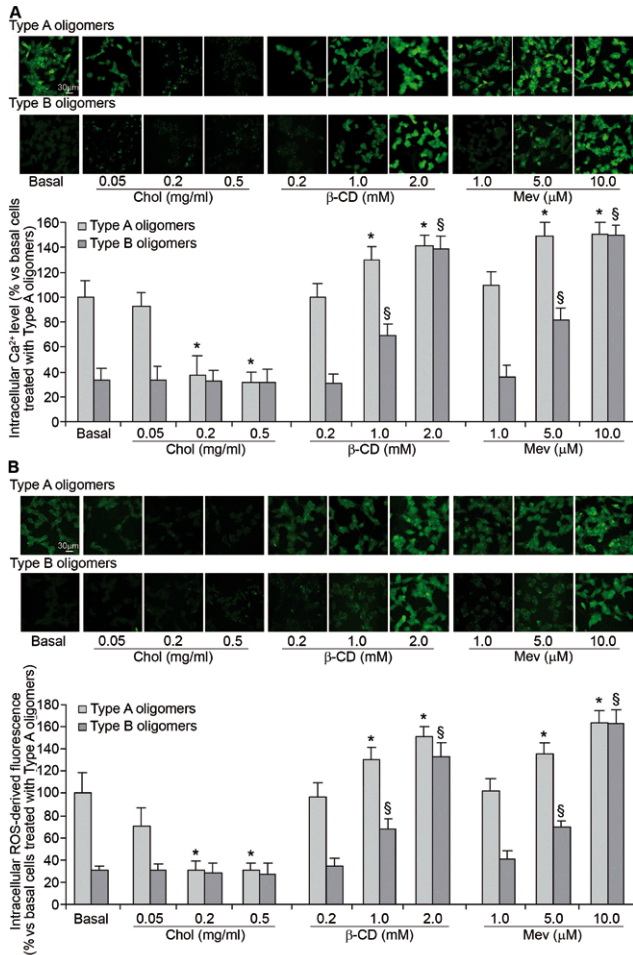 A
Type A oligomers
30μm
Type B oligomers
Basal 0.05 0.2 0.5 0.2 1.0 2.0 1.0 5.0 10.0
Chol (mg/ml) β-CD (mM) Mev (μM)
Intracellular Ca²⁺ level (% vs basal cells
treated with Type A oligomers)
160
140
120
100
80
60
40
20
0
Type A oligomers
Type B oligomers
* * * * § § * § * §
Basal 0.05 0.2 0.5 0.2 1.0 2.0 1.0 5.0 10.0
Chol (mg/ml) β-CD (mM) Mev (μM)
B
Type A oligomers
30μm
Type B oligomers
Basal 0.05 0.2 0.5 0.2 1.0 2.0 1.0 5.0 10.0
Chol (mg/ml) β-CD (mM) Mev (μM)
Intracellular ROS-derived fluorescence
(% vs basal cells treated with Type A oligomers)
180
160
140
120
100
80
60
40
20
0
Type A oligomers
Type B oligomers
* * * § * § * § * §
Basal 0.05 0.2 0.5 0.2 1.0 2.0 1.0 5.0 10.0
Chol (mg/ml) β-CD (mM) Mev (μM)